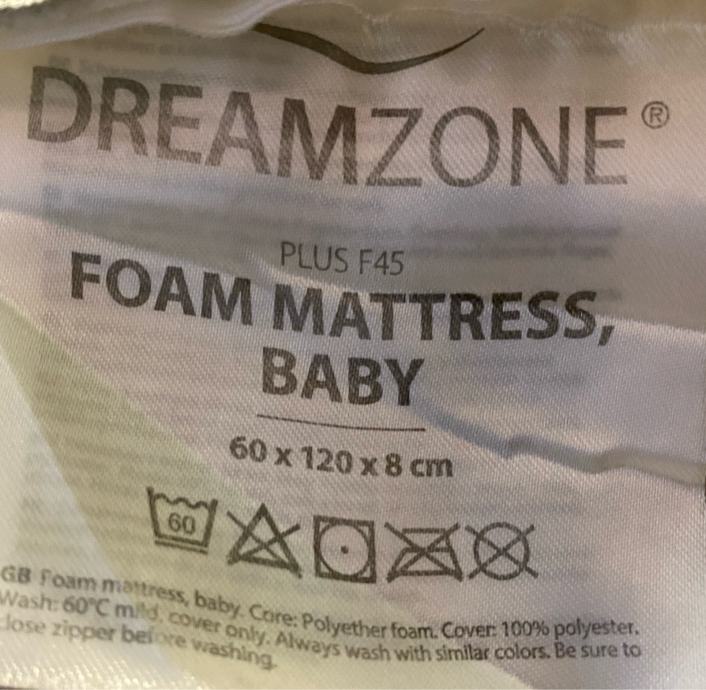 DREAMZONE®
PLUS F45
FOAM MATTRESS,
BABY
60 x 120 x 8 cm
60
GB Foam mattress, baby. Core: Polyether foam. Cover: 100% polyester.
Wash: 60°C mild, cover only. Always wash with similar colors. Be sure to
close zipper before washing.